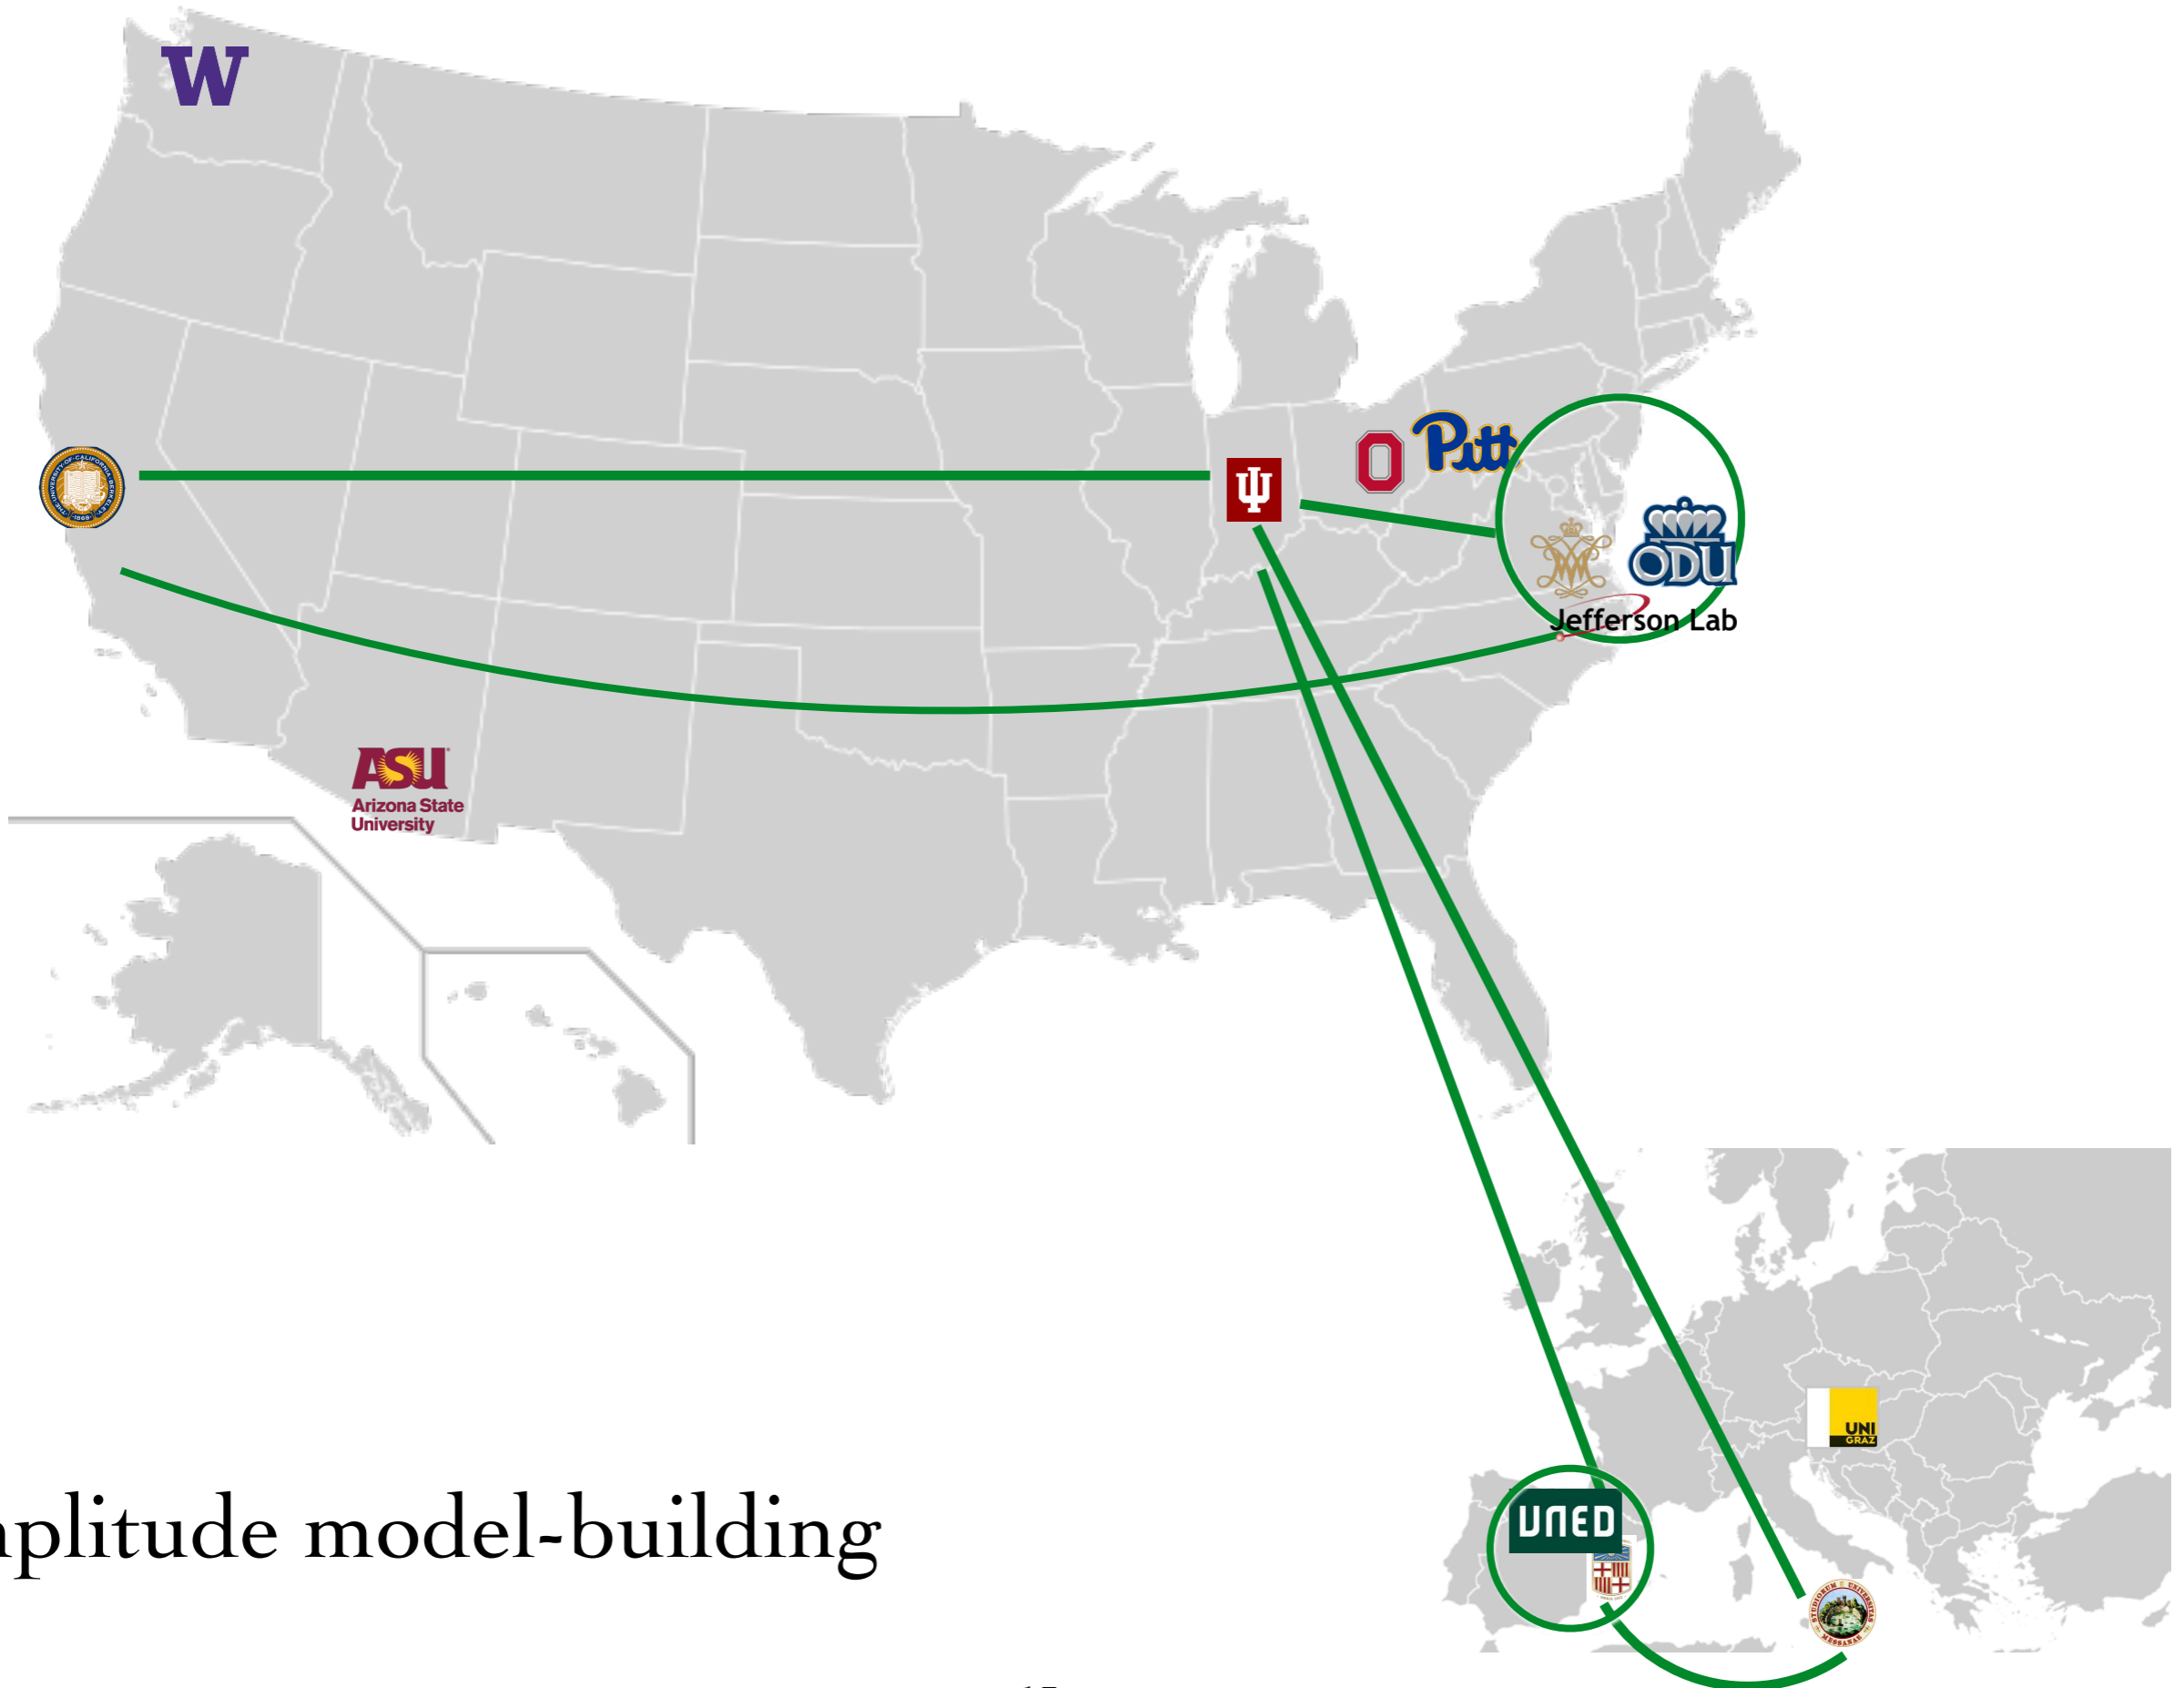 W
Pitt
ODU
Jefferson Lab
ASU
Arizona State
University
UNI
GRAZ
UNED
plitude model-building